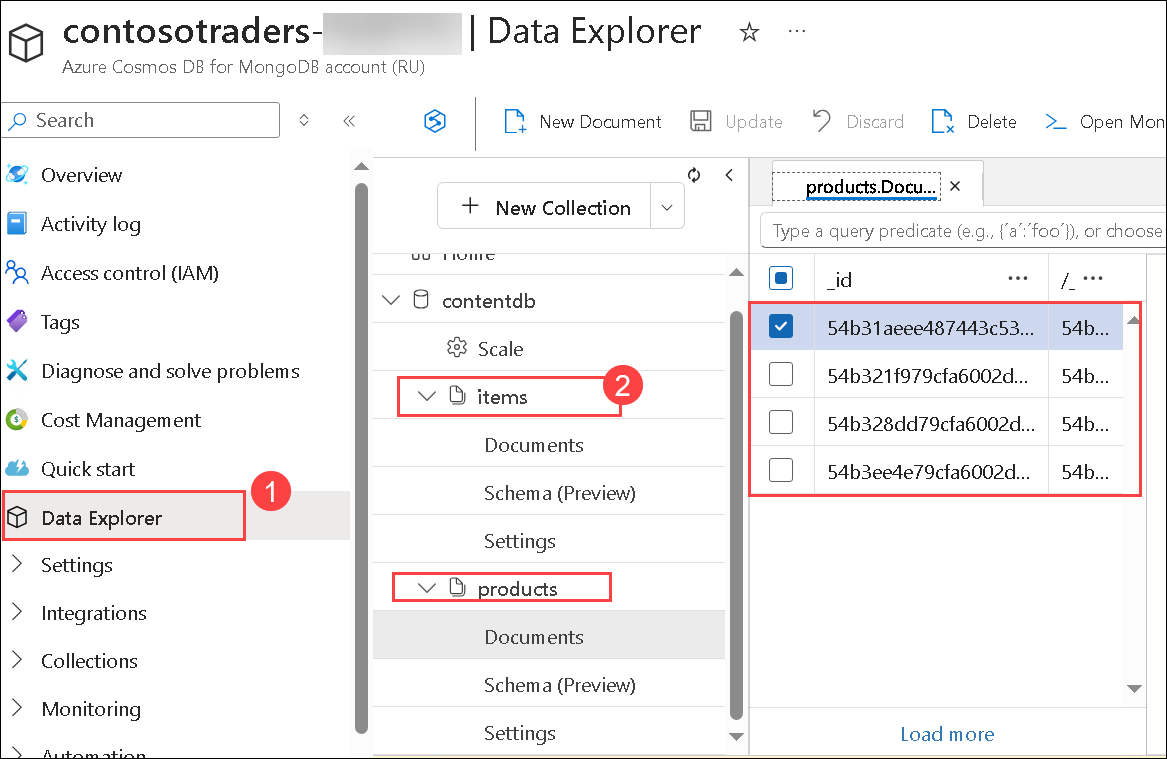 contosotraders- | Data Explorer ...
Azure Cosmos DB for MongoDB account (RU)
Search
New Document
Update
Discard
Delete
Open Mon
Overview
Activity log
Access control (IAM)
Tags
Diagnose and solve problems
Cost Management
Quick start
1
Data Explorer
Settings
Integrations
Collections
Monitoring
Automation
New Collection
Home
contentdb
Scale
2
items
Documents
Schema (Preview)
Settings
products
Documents
Schema (Preview)
Settings
products.Docu...
Type a query predicate (e.g., {´a´:´foo´}), or choose
_id ... /_ ...
54b31aeee487443c53... 54b...
54b321f979cfa6002d... 54b...
54b328dd79cfa6002d... 54b...
54b3ee4e79cfa6002d... 54b...
Load more